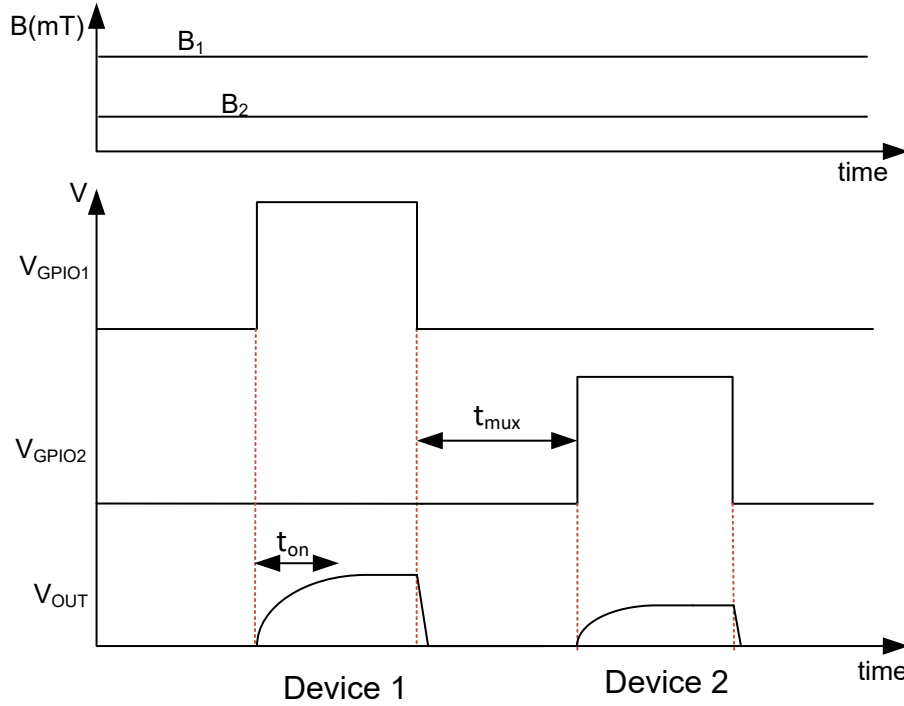 B(mT)
B1
B2
time
V
VGPIO1
tmux
VGPIO2
ton
VOUT
time
Device 1
Device 2